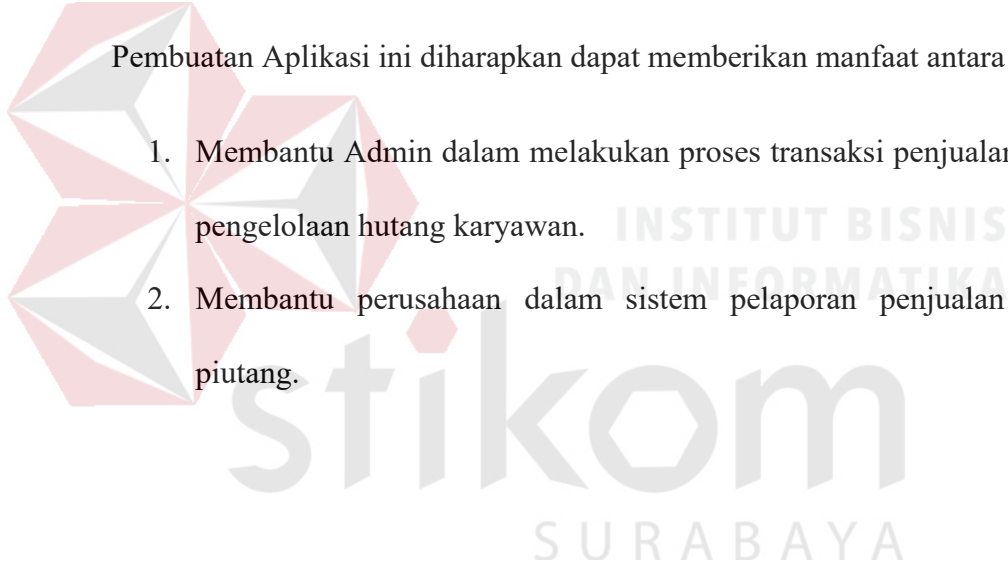 Pembuatan Aplikasi ini diharapkan dapat memberikan manfaat antara
1. Membantu Admin dalam melakukan proses transaksi penjualan
pengelolaan hutang karyawan.
INSTITUT BISNIS
DAN INFORMATIKA
2. Membantu perusahaan dalam sistem pelaporan penjualan
piutang.
stikom
SURABAYA